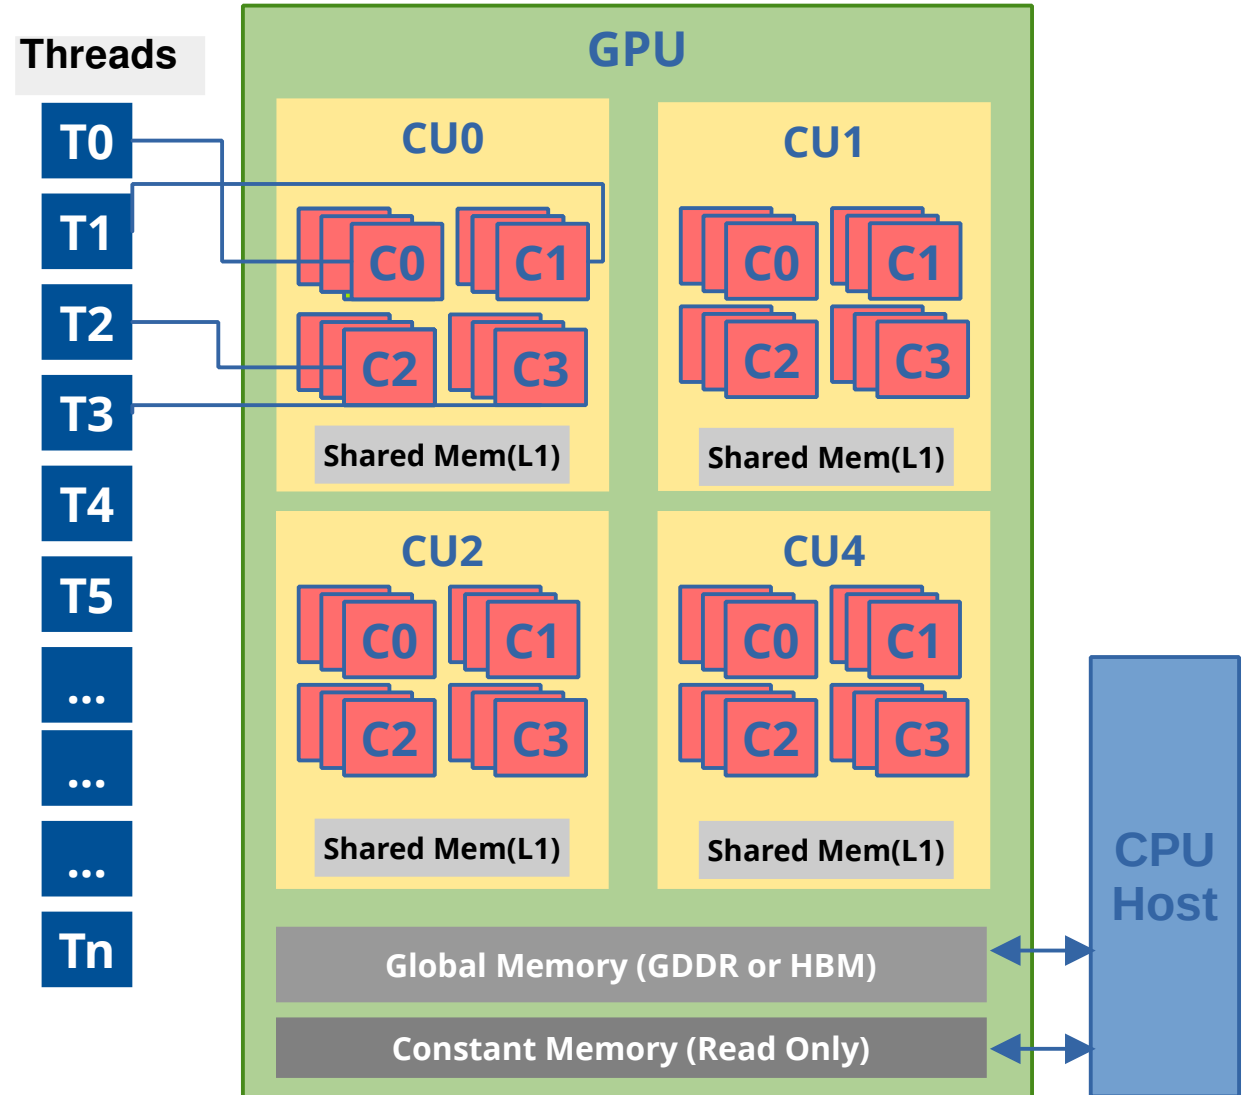 Threads
T0
T1
T2
T3
T4
T5
...
...
...
Tn
GPU
CU0
C0
C1
C2
C3
Shared Mem(L1)
CU1
C0
C1
C2
C3
Shared Mem(L1)
CU2
C0
C1
C2
C3
Shared Mem(L1)
CU4
C0
C1
C2
C3
Shared Mem(L1)
Global Memory (GDDR or HBM)
Constant Memory (Read Only)
CPU
Host